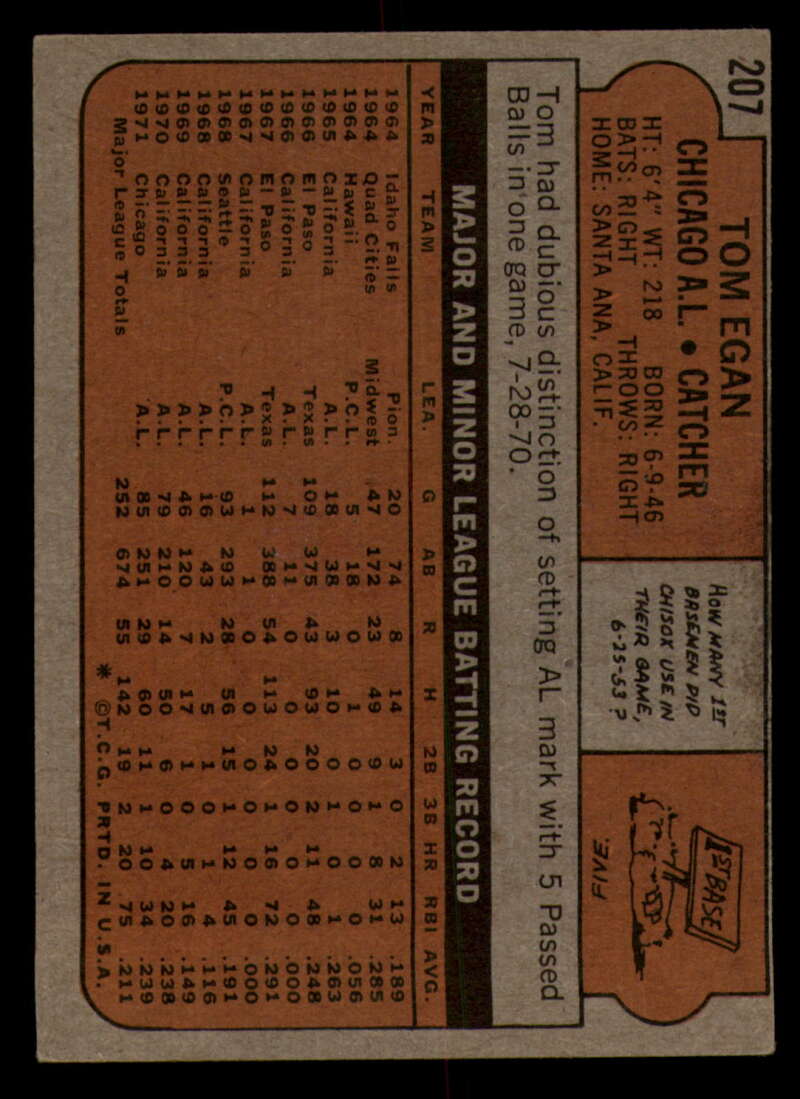 207
TOM EGAN
CHICAGO A.L. • CATCHER
HT: 6'4" WT: 218 BORN: 6-9-46
BATS: RIGHT THROWS: RIGHT
HOME: SANTA ANA, CALIF.
HOW MANY 1ST
BASEMEN DID
CHISOX USE IN
THEIR GAME,
6-25-53?
1ST BASE
FIVE.
Tom had dubious distinction of setting AL mark with 5 Passed
Balls in one game, 7-28-70.
MAJOR AND MINOR LEAGUE BATTING RECORD
YEAR TEAM LEA. G AB R H 2B 3B HR RBI AVG.
1964 Idaho Falls Pion. 20 74 8 14 3 0 2 13 .189
1964 Quad Cities Midwest 47 172 23 49 9 1 8 31 .285
1964 Hawaii P.C.L. 5 18 0 1 0 0 0 0 .056
1965 California A.L. 18 38 3 10 0 1 0 1 .263
1966 El Paso Texas 109 375 43 93 20 2 11 48 .248
1966 California A.L. 7 11 0 0 0 0 0 0 .000
1967 El Paso Texas 112 388 54 113 24 1 16 72 .291
1967 California A.L. 1 1 0 0 0 0 0 0 .000
1968 Seattle P.C.L. 93 293 28 56 15 1 12 45 .191
1968 California A.L. 16 43 2 5 1 0 1 4 .116
1969 California A.L. 46 120 7 17 1 0 5 16 .149
1970 California A.L. 79 210 14 50 6 0 4 20 .238
1971 Chicago A.L. 85 251 29 60 11 1 10 34 .239
Major League Totals 252 674 55 142 19 2 20 75 .211
* ©T.C.G. PRTD. IN U.S.A.